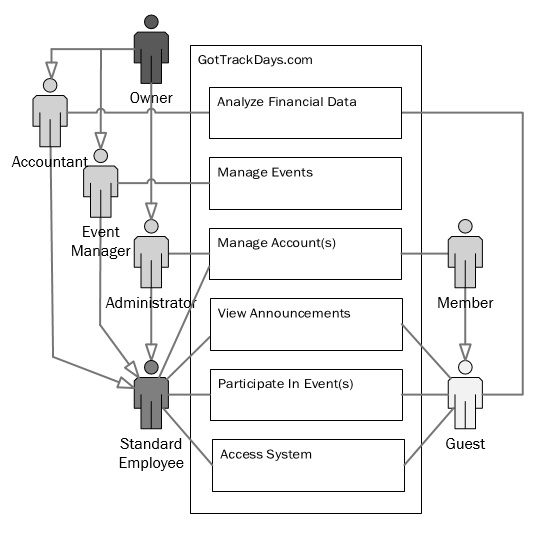 GotTrackDays.com
Owner
Analyze Financial Data
Accountant
Manage Events
Event
Manager
Manage Account(s)
Administrator
Member
View Announcements
Participate In Event(s)
Standard
Employee
Guest
Access System